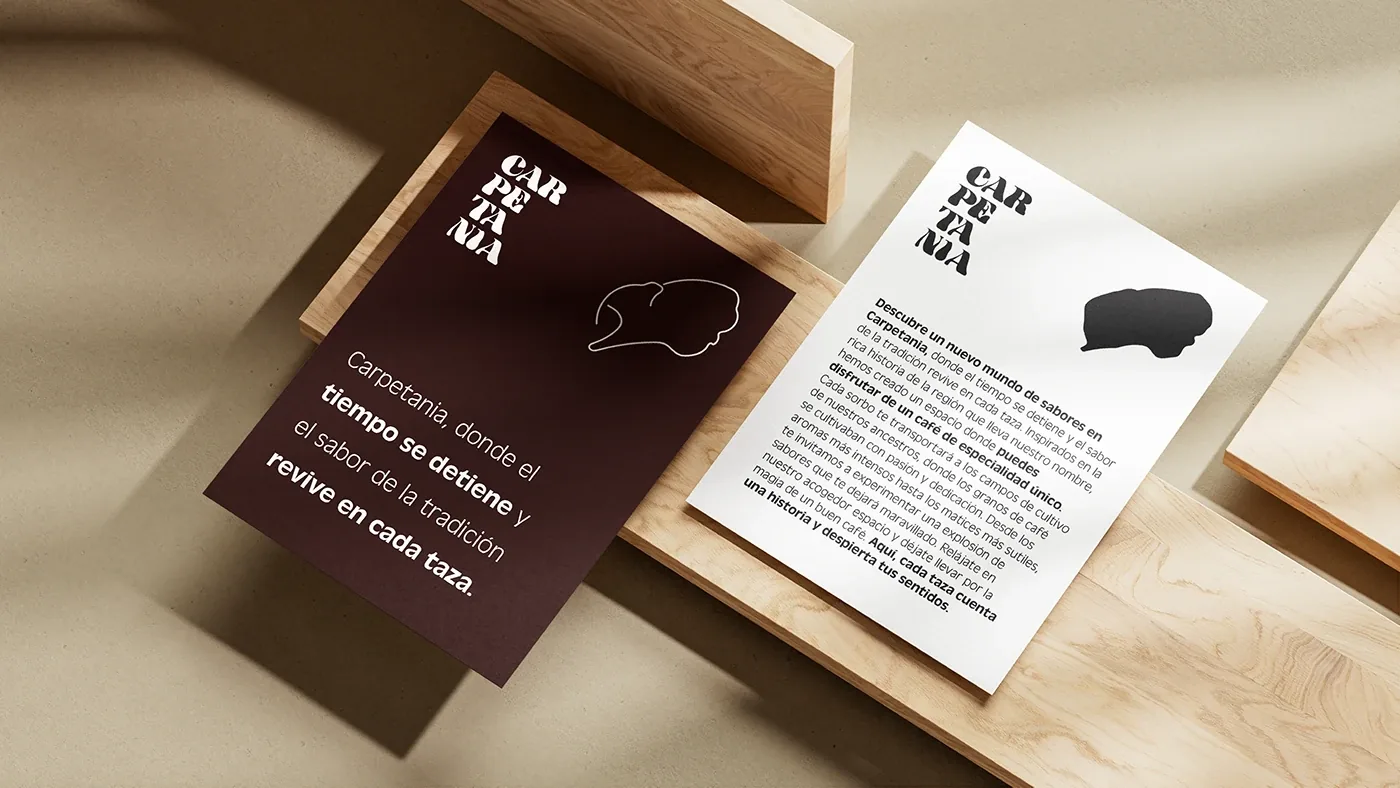 CAR
PE
TA
NIA
Carpetania, donde el
tiempo se detiene y
el sabor de la tradición
revive en cada taza.
CAR
PE
TA
NIA
Descubre un nuevo mundo de sabores en
Carpetania, donde el tiempo se detiene y el sabor
de la tradición revive en cada taza. Inspirados en la
rica historia de la región que lleva nuestro nombre,
hemos creado un espacio donde puedes
disfrutar de un café de especialidad único.
Cada sorbo te transportará a los campos de cultivo
de nuestros ancestros, donde los granos de café
se cultivaban con pasión y dedicación. Desde los
aromas más intensos hasta los matices más sutiles,
te invitamos a experimentar una explosión de
sabores que te dejará maravillado. Relájate en
nuestro acogedor espacio y déjate llevar por la
magia de un buen café. Aquí, cada taza cuenta
una historia y despierta tus sentidos.